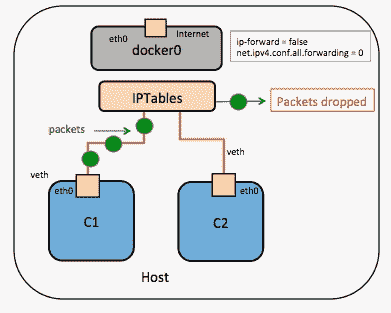 eth0
Internet
docker0
ip-forward = false
net.ipv4.conf.all.forwarding = 0
IPTables
Packets dropped
packets
veth
veth
eth0
eth0
C1
C2
Host